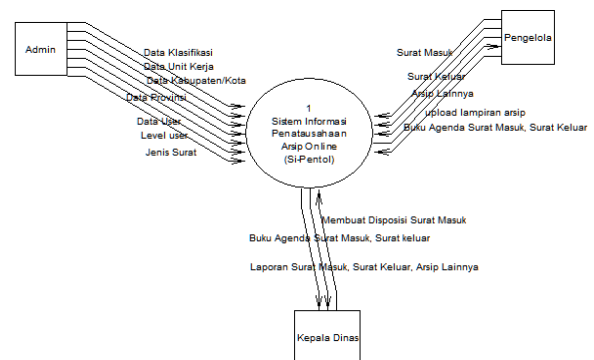 Admin
Data Klasifikasi
Data Unit Kerja
Data Kabupaten/Kota
Data Provinsi
Data User
Level user
Jenis Surat
1
Sistem Informasi
Penatausahaan
Arsip Online
(Si-Pentol)
Pengelola
Surat Masuk
Surat Keluar
Arsip Lainnya
upload lampiran arsip
Buku Agenda Surat Masuk, Surat Keluar
Membuat Disposisi Surat Masuk
Buku Agenda Surat Masuk, Surat keluar
Laporan Surat Masuk, Surat Keluar, Arsip Lainnya
Kepala Dinas